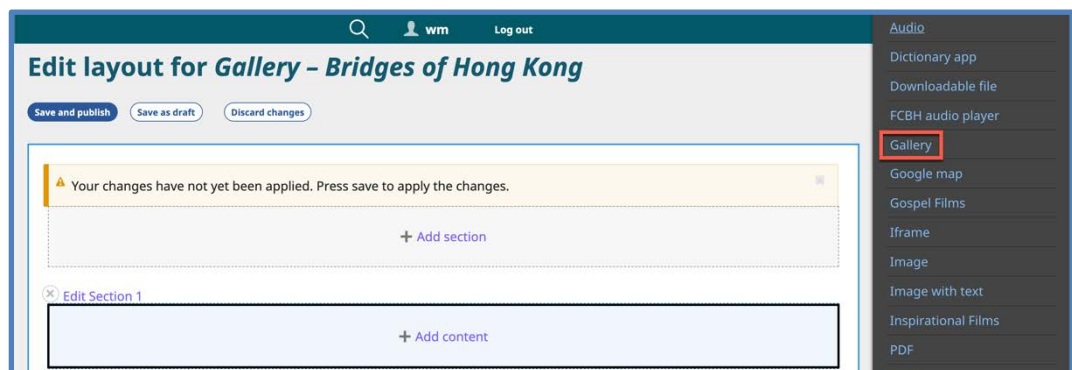 wm Log out
Edit layout for Gallery – Bridges of Hong Kong
Save and publish Save as draft Discard changes
Your changes have not yet been applied. Press save to apply the changes.
+ Add section
Edit Section 1
+ Add content
Audio
Dictionary app
Downloadable file
FCBH audio player
Gallery
Google map
Gospel Films
Iframe
Image
Image with text
Inspirational Films
PDF